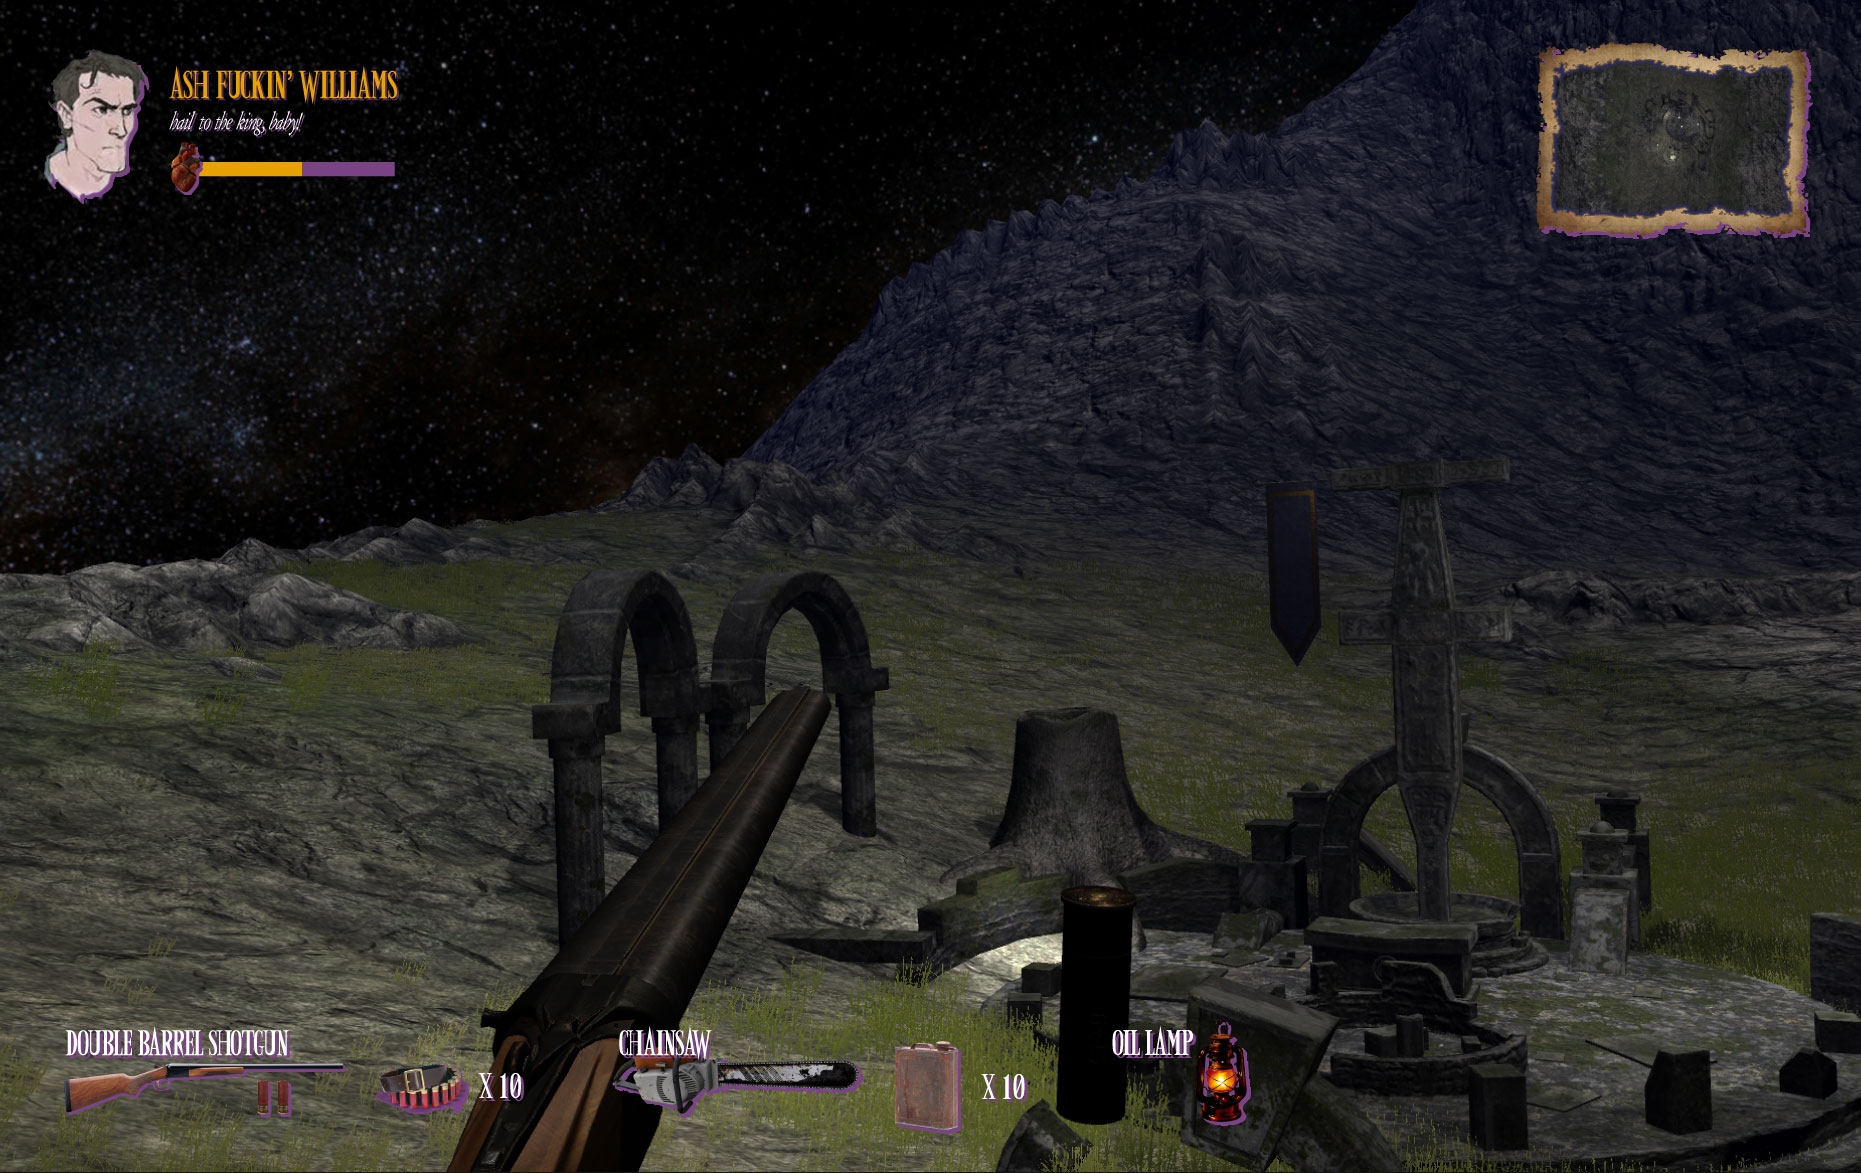 ASH FUCKIN' WILLIAMS
hail to the king, baby!
DOUBLE BARREL SHOTGUN
X 10
CHAINSAW
X 10
OIL LAMP